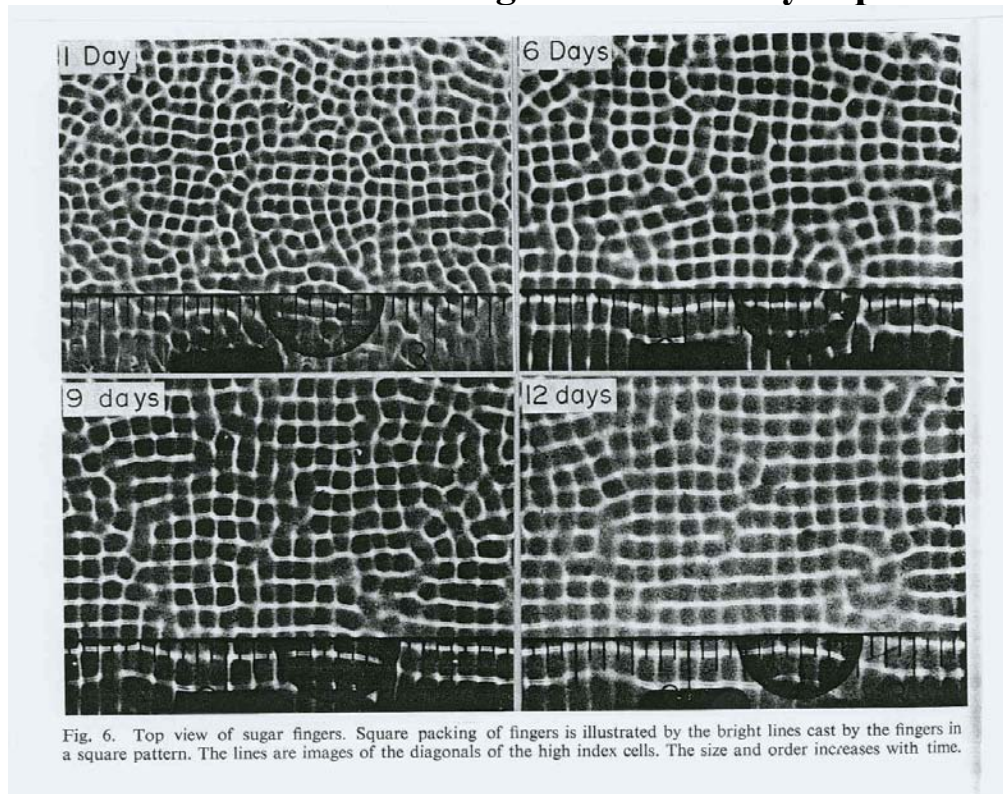 1 Day
6 Days
9 days
12 days
Fig. 6. Top view of sugar fingers. Square packing of fingers is illustrated by the bright lines cast by the fingers in
a square pattern. The lines are images of the diagonals of the high index cells. The size and order increases with time.